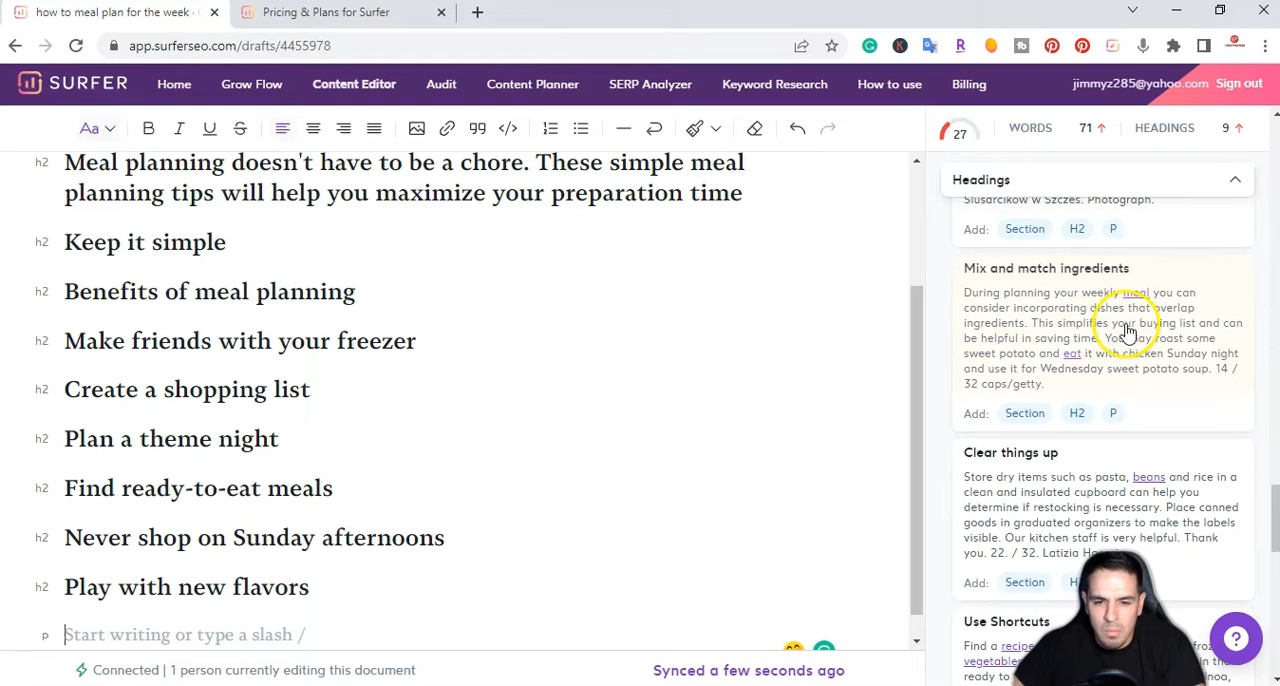 how to meal plan for the week
Pricing & Plans for Surfer
app.surferseo.com/drafts/4455978
SURFER
Home
Grow Flow
Content Editor
Audit
Content Planner
SERP Analyzer
Keyword Research
How to use
Billing
jimmyz285@yahoo.com
Sign out
Aa
27
WORDS 71
HEADINGS 9
h2 Meal planning doesn't have to be a chore. These simple meal
planning tips will help you maximize your preparation time
h2 Keep it simple
h2 Benefits of meal planning
h2 Make friends with your freezer
h2 Create a shopping list
h2 Plan a theme night
h2 Find ready-to-eat meals
h2 Never shop on Sunday afternoons
h2 Play with new flavors
p Start writing or type a slash /
Connected | 1 person currently editing this document
Synced a few seconds ago
Headings
Slusarcikow w Szczes. Photograph.
Add: Section H2 P
Mix and match ingredients
During planning your weekly meal you can
consider incorporating dishes that overlap
ingredients. This simplifies your buying list and can
be helpful in saving time. You may roast some
sweet potato and eat it with chicken Sunday night
and use it for Wednesday sweet potato soup. 14 /
32 caps/getty.
Add: Section H2 P
Clear things up
Store dry items such as pasta, beans and rice in a
clean and insulated cupboard can help you
determine if restocking is necessary. Place canned
goods in graduated organizers to make the labels
visible. Our kitchen staff is very helpful. Thank
you. 22. / 32. Latizia
Add: Section
Use Shortcuts
Find a
vegetables
ready to